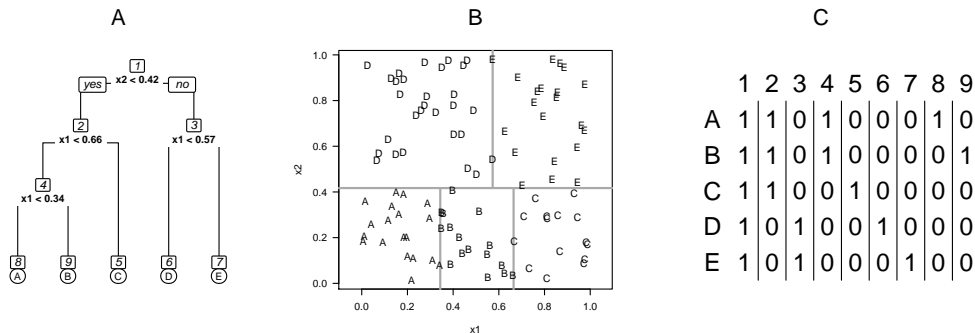 A
1
x2 < 0.42
yes
no
2
x1 < 0.66
3
x1 < 0.57
4
x1 < 0.34
8 9 5 6 7
A B C D E
B
x2
1.0
0.8
0.6
0.4
0.2
0.0
0.0 0.2 0.4 0.6 0.8 1.0
x1
C
1 2 3 4 5 6 7 8 9
A 1 1 0 1 0 0 0 1 0
B 1 1 0 1 0 0 0 0 1
C 1 1 0 0 1 0 0 0 0
D 1 0 1 0 0 1 0 0 0
E 1 0 1 0 0 0 1 0 0